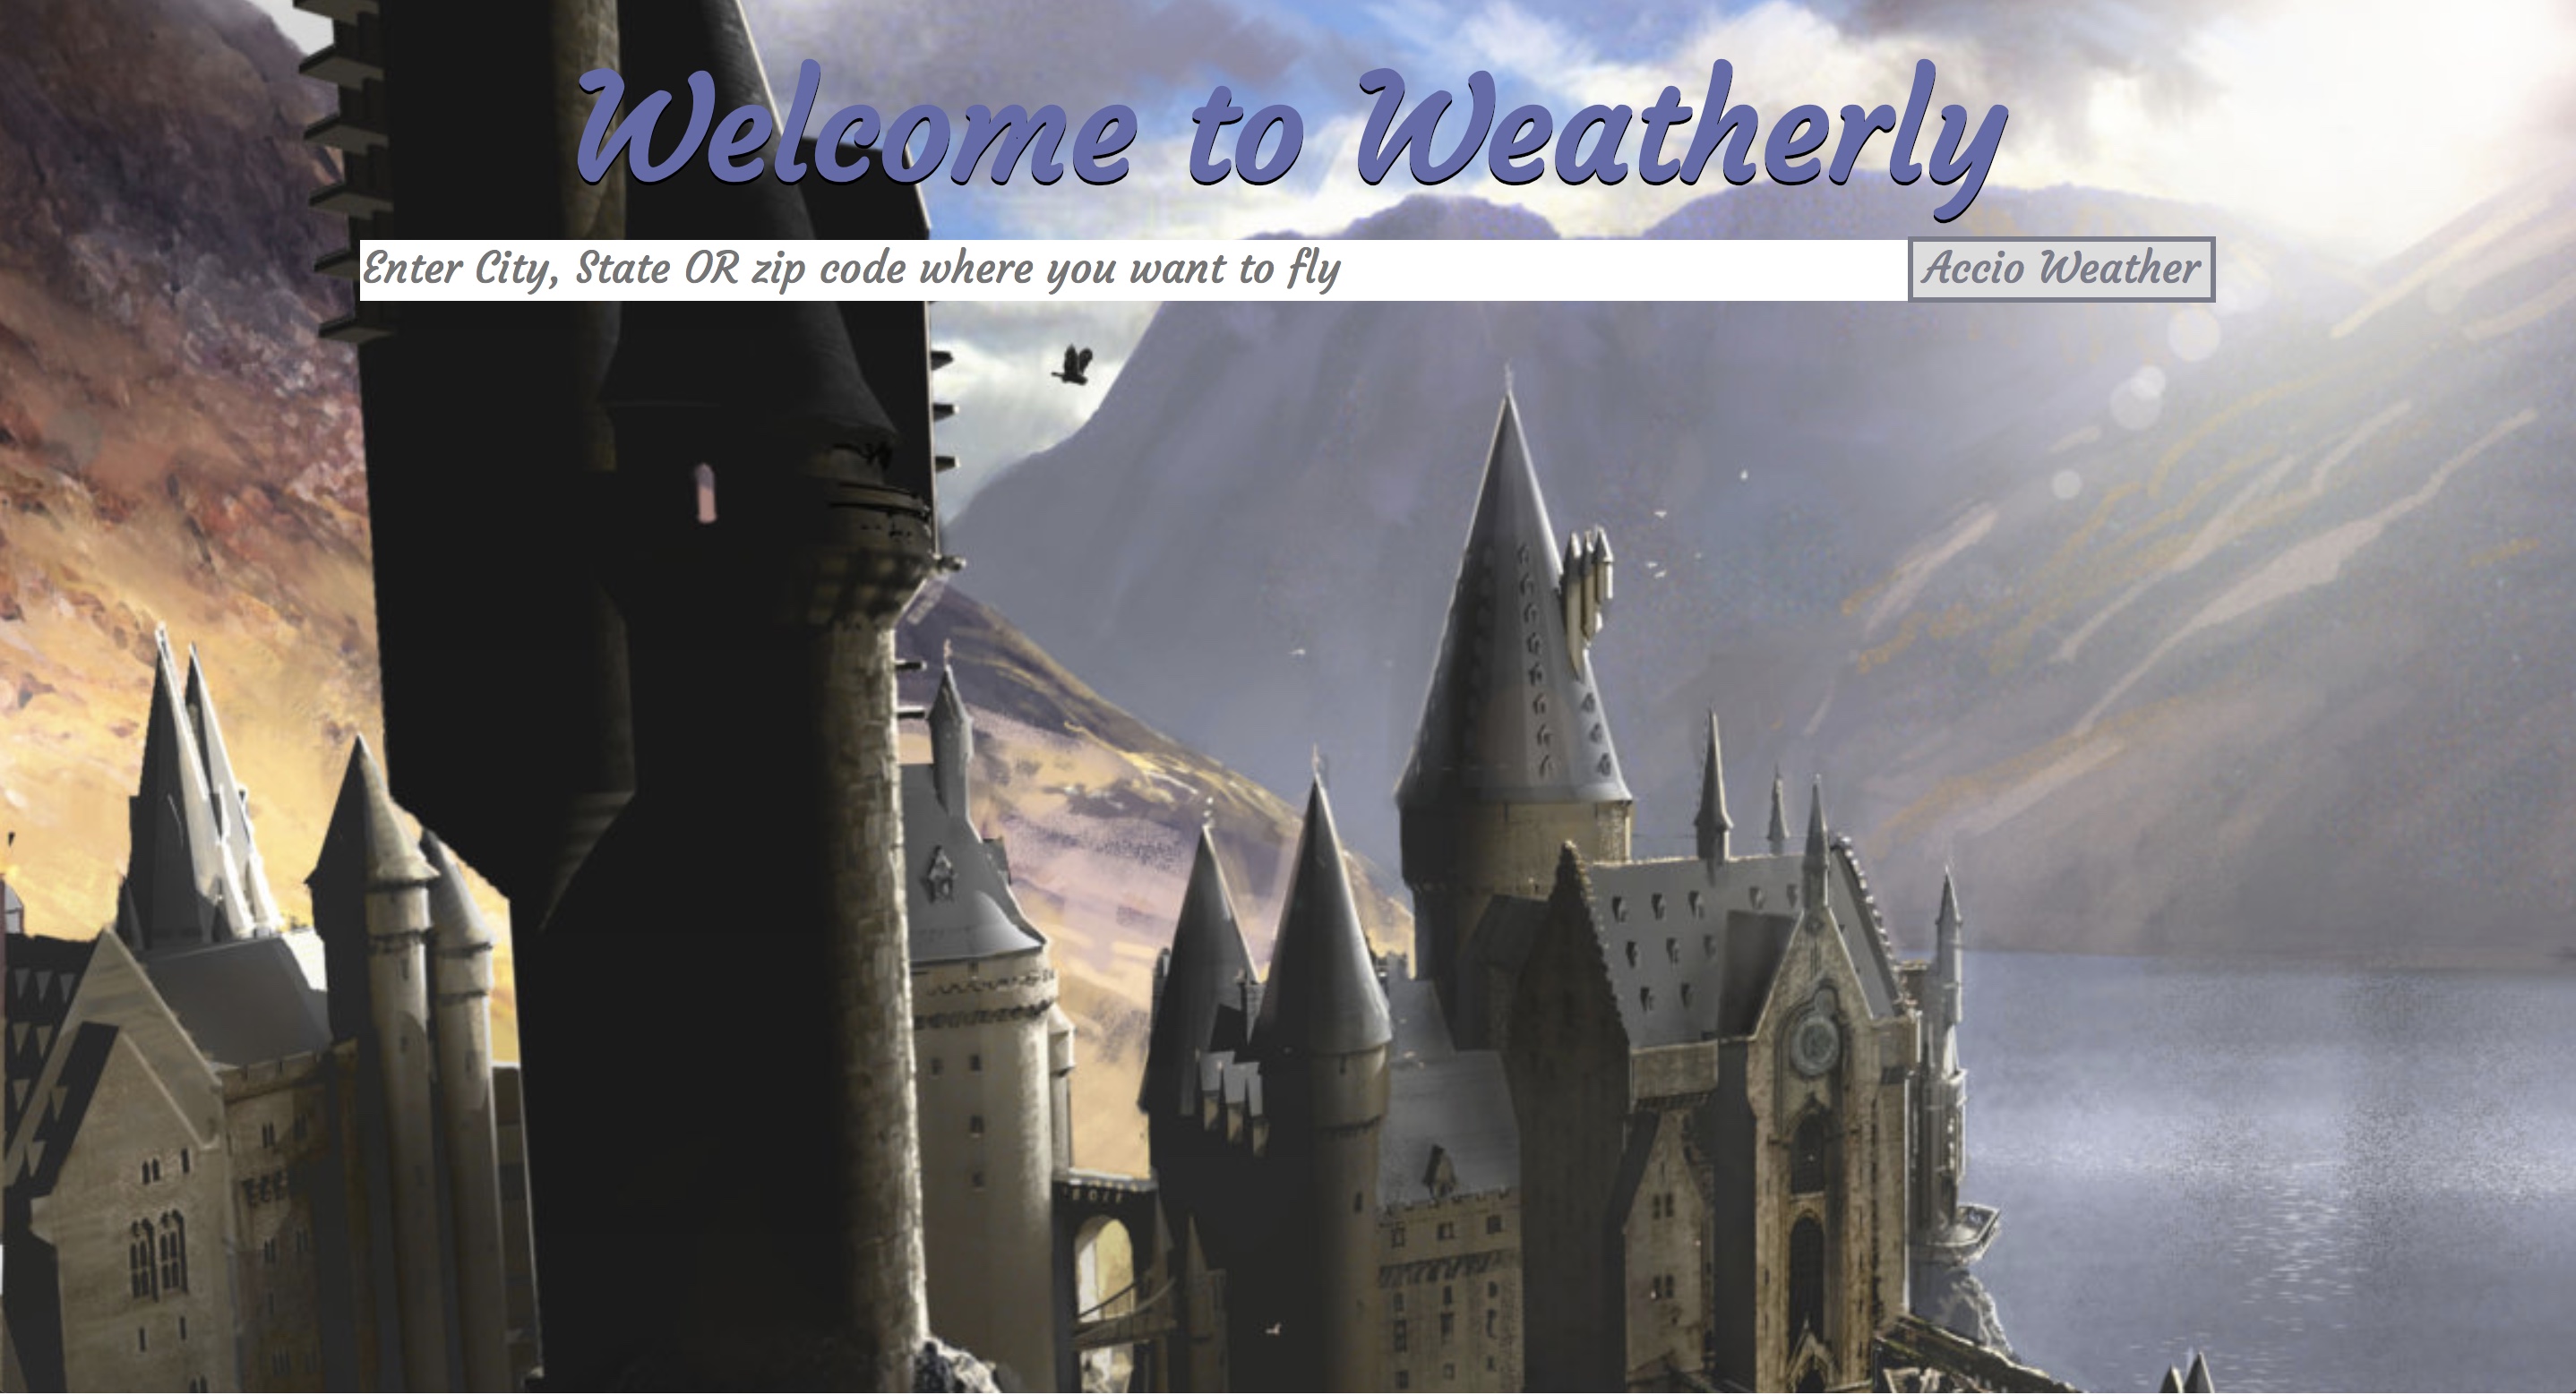 Welcome to Weatherly
Enter City, State OR zip code where you want to fly
Accio Weather